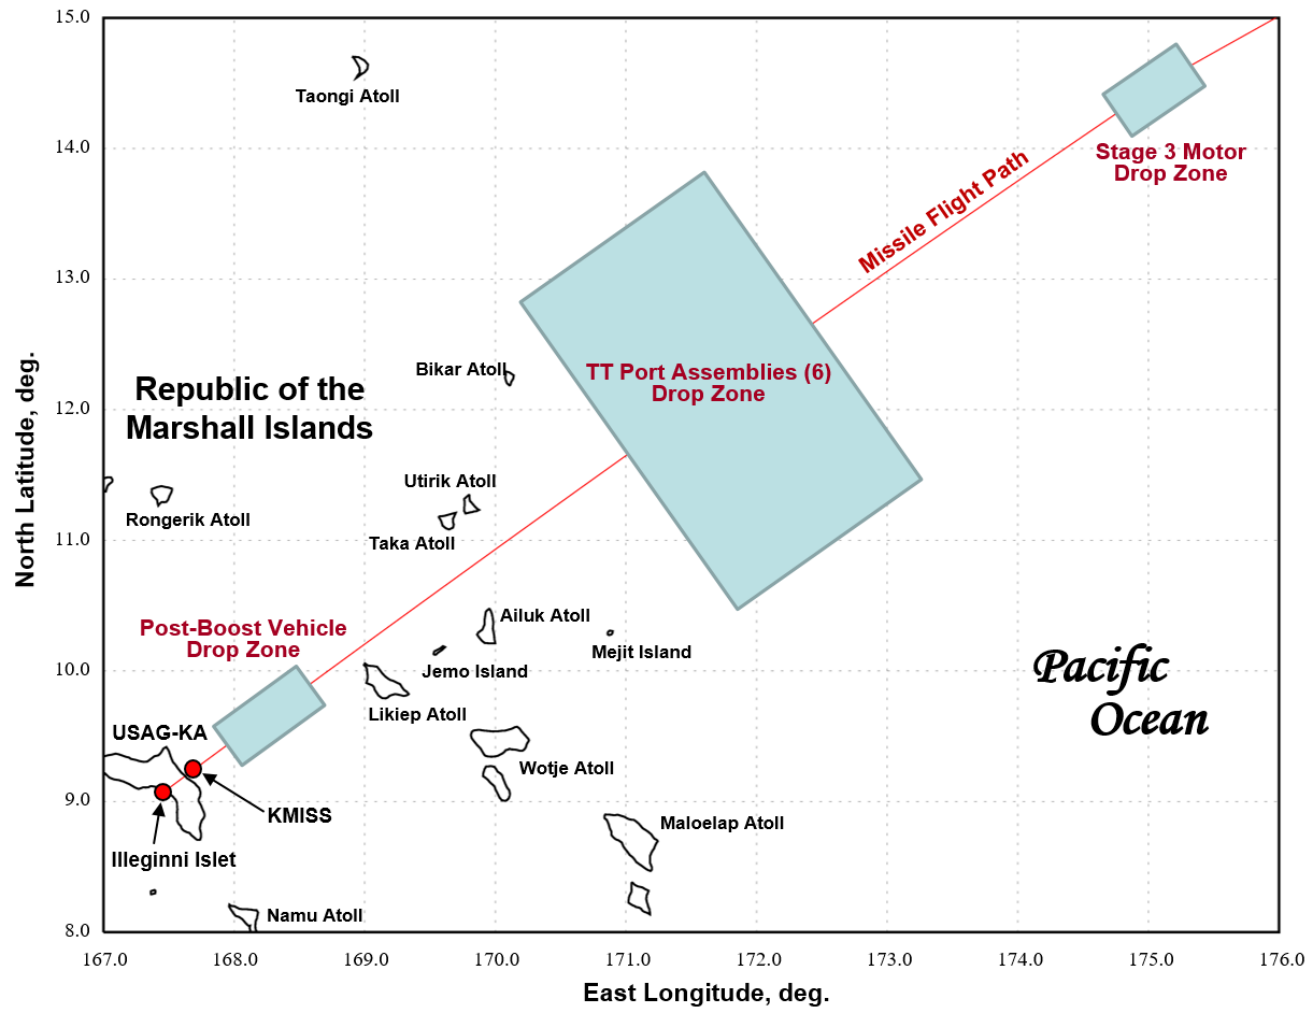 15.0
Taongi Atoll
14.0
Stage 3 Motor
Drop Zone
Missile Flight Path
13.0
Bikar Atoll
TT Port Assemblies (6)
Drop Zone
Republic of the
Marshall Islands
12.0
North Latitude, deg.
Utirik Atoll
Rongerik Atoll
Taka Atoll
11.0
Ailuk Atoll
Post-Boost Vehicle
Drop Zone
Mejit Island
Jemo Island
10.0
Pacific
Ocean
Likiep Atoll
USAG-KA
Wotje Atoll
9.0
KMISS
Maloelap Atoll
Illeginni Islet
Namu Atoll
8.0
167.0 168.0 169.0 170.0 171.0 172.0 173.0 174.0 175.0 176.0
East Longitude, deg.